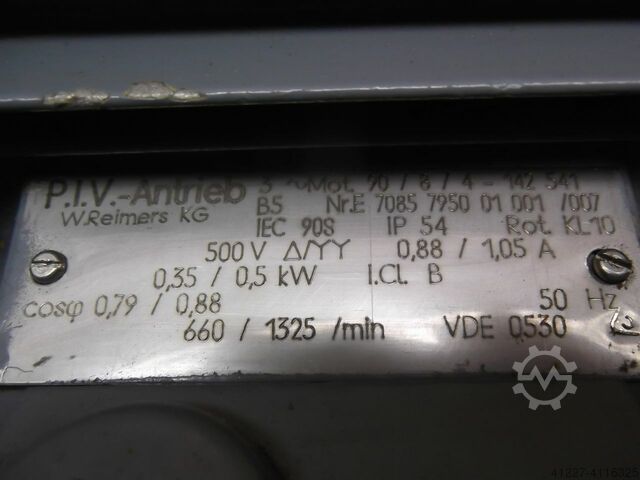 P.I.V.-Antrieb 3 ~Mot. 90 / 8 / 4 - 142 541
W.Reimers KG B5 Nr.E 7085 7950 01 001 /007
IEC 90S IP 54 Rot. KL10
500 V Δ/YY 0,88 / 1,05 A
0,35 / 0,5 kW I.CL B
cosφ 0,79 / 0,88 50 Hz
660 / 1325 /min VDE 0530
41227-4116325